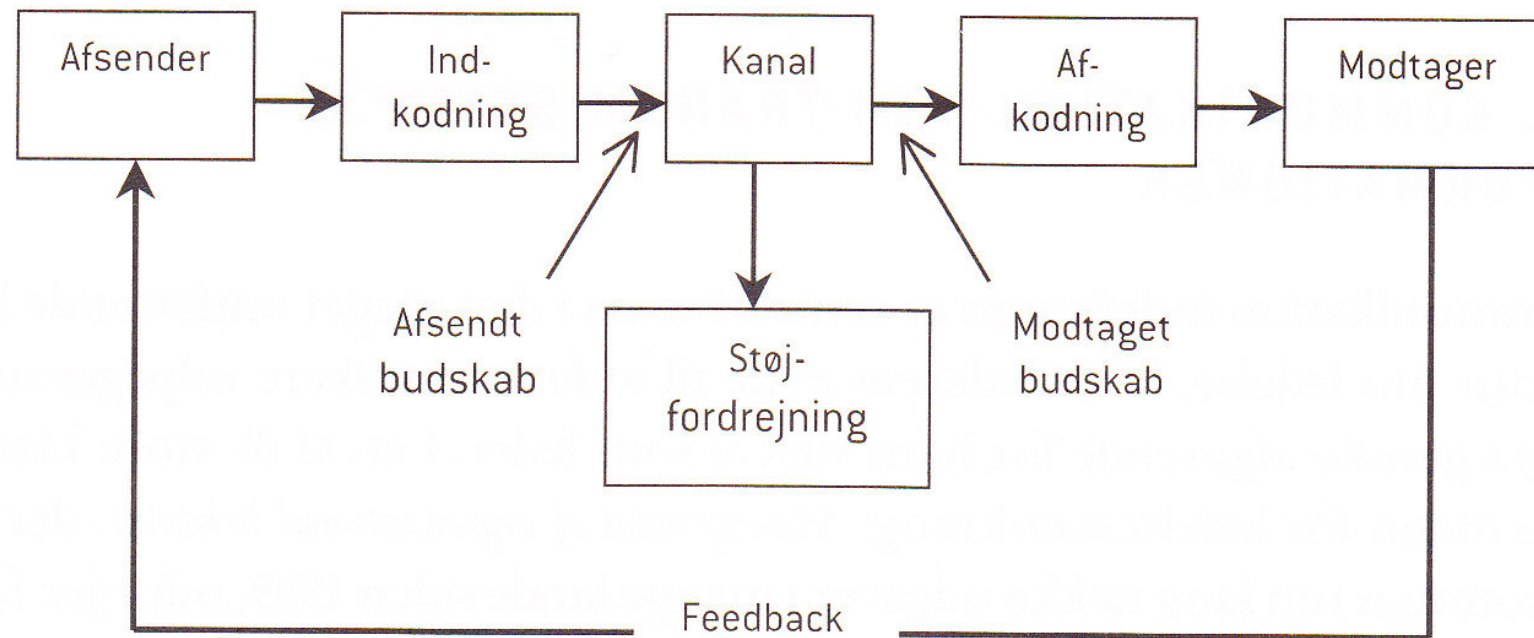 Afsender
Ind-
kodning
Kanal
Af-
kodning
Modtager
Afsendt
budskab
Støj-
fordrejning
Modtaget
budskab
Feedback